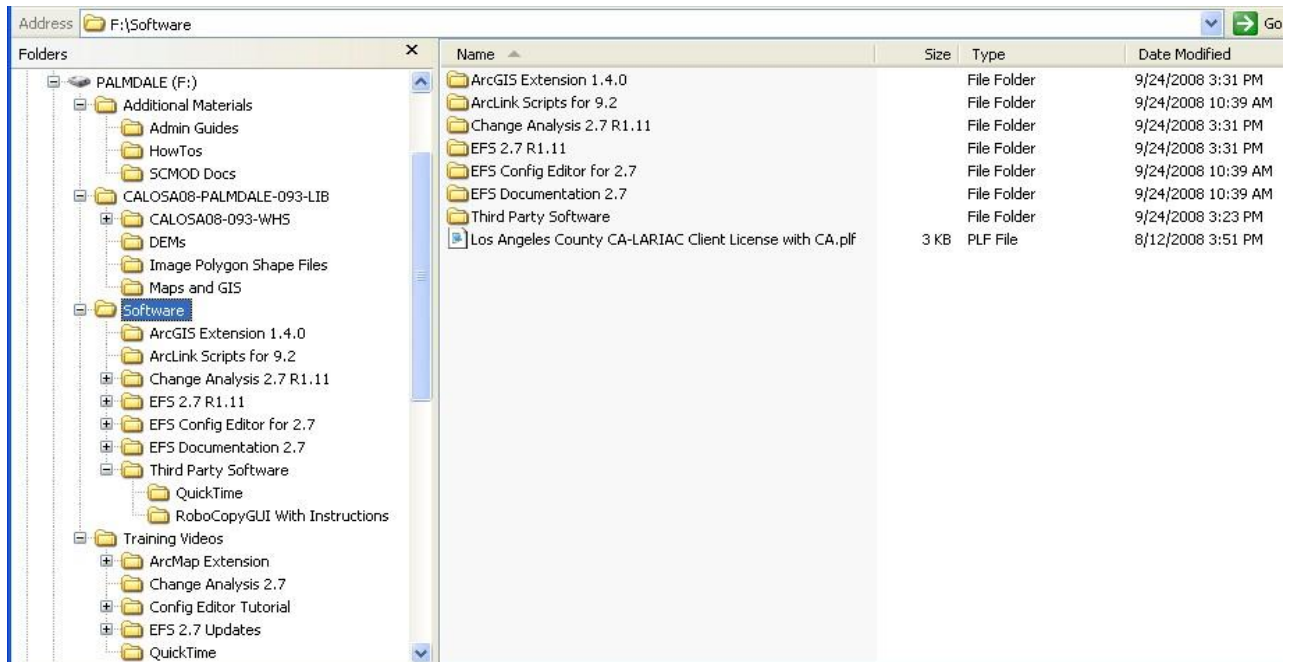 Address F:\Software Go
Folders × Name Size Type Date Modified
PALMDALE (F:)
Additional Materials
Admin Guides
HowTos
SCMOD Docs
CALOSA08-PALMDALE-093-LIB
CALOSA08-093-WHS
DEMs
Image Polygon Shape Files
Maps and GIS
Software
ArcGIS Extension 1.4.0
ArcLink Scripts for 9.2
Change Analysis 2.7 R1.11
EFS 2.7 R1.11
EFS Config Editor for 2.7
EFS Documentation 2.7
Third Party Software
QuickTime
RoboCopyGUI With Instructions
Training Videos
ArcMap Extension
Change Analysis 2.7
Config Editor Tutorial
EFS 2.7 Updates
QuickTime
ArcGIS Extension 1.4.0 File Folder 9/24/2008 3:31 PM
ArcLink Scripts for 9.2 File Folder 9/24/2008 10:39 AM
Change Analysis 2.7 R1.11 File Folder 9/24/2008 3:31 PM
EFS 2.7 R1.11 File Folder 9/24/2008 3:31 PM
EFS Config Editor for 2.7 File Folder 9/24/2008 10:39 AM
EFS Documentation 2.7 File Folder 9/24/2008 10:39 AM
Third Party Software File Folder 9/24/2008 3:23 PM
Los Angeles County CA-LARIAC Client License with CA.plf 3 KB PLF File 8/12/2008 3:51 PM